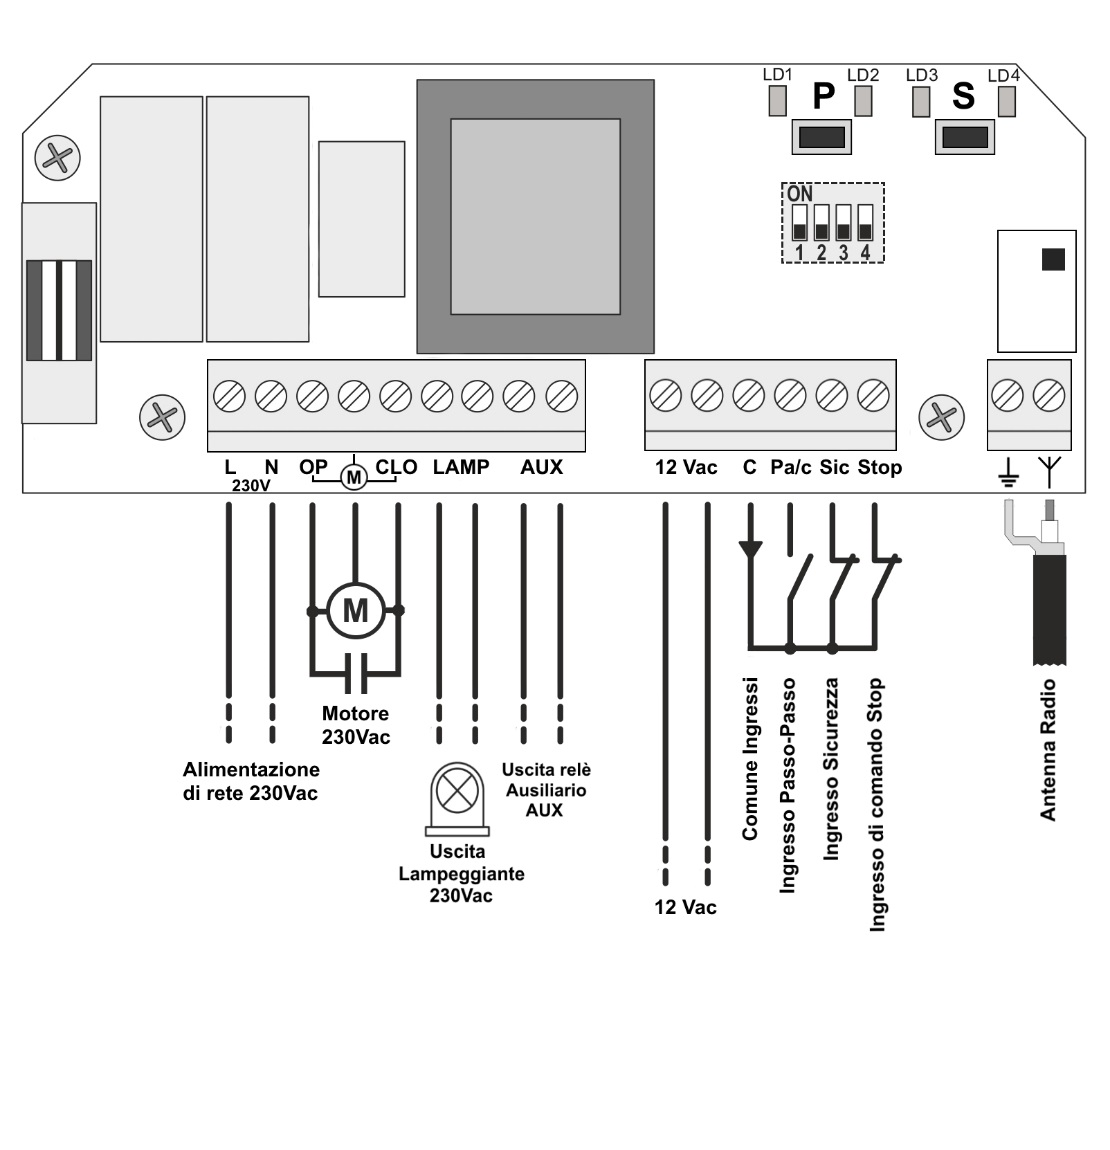 LD1
LD2
LD3
LD4
P
S
ON
1 2 3 4
L N OP M CLO LAMP AUX
230V
12 Vac C Pa/c Sic Stop
M
Motore
230Vac
Alimentazione
di rete 230Vac
Uscita
Lampeggiante
230Vac
Uscita relè
Ausiliario
AUX
12 Vac
Comune Ingressi
Ingresso Passo-Passo
Ingresso Sicurezza
Ingresso di comando Stop
Antenna Radio